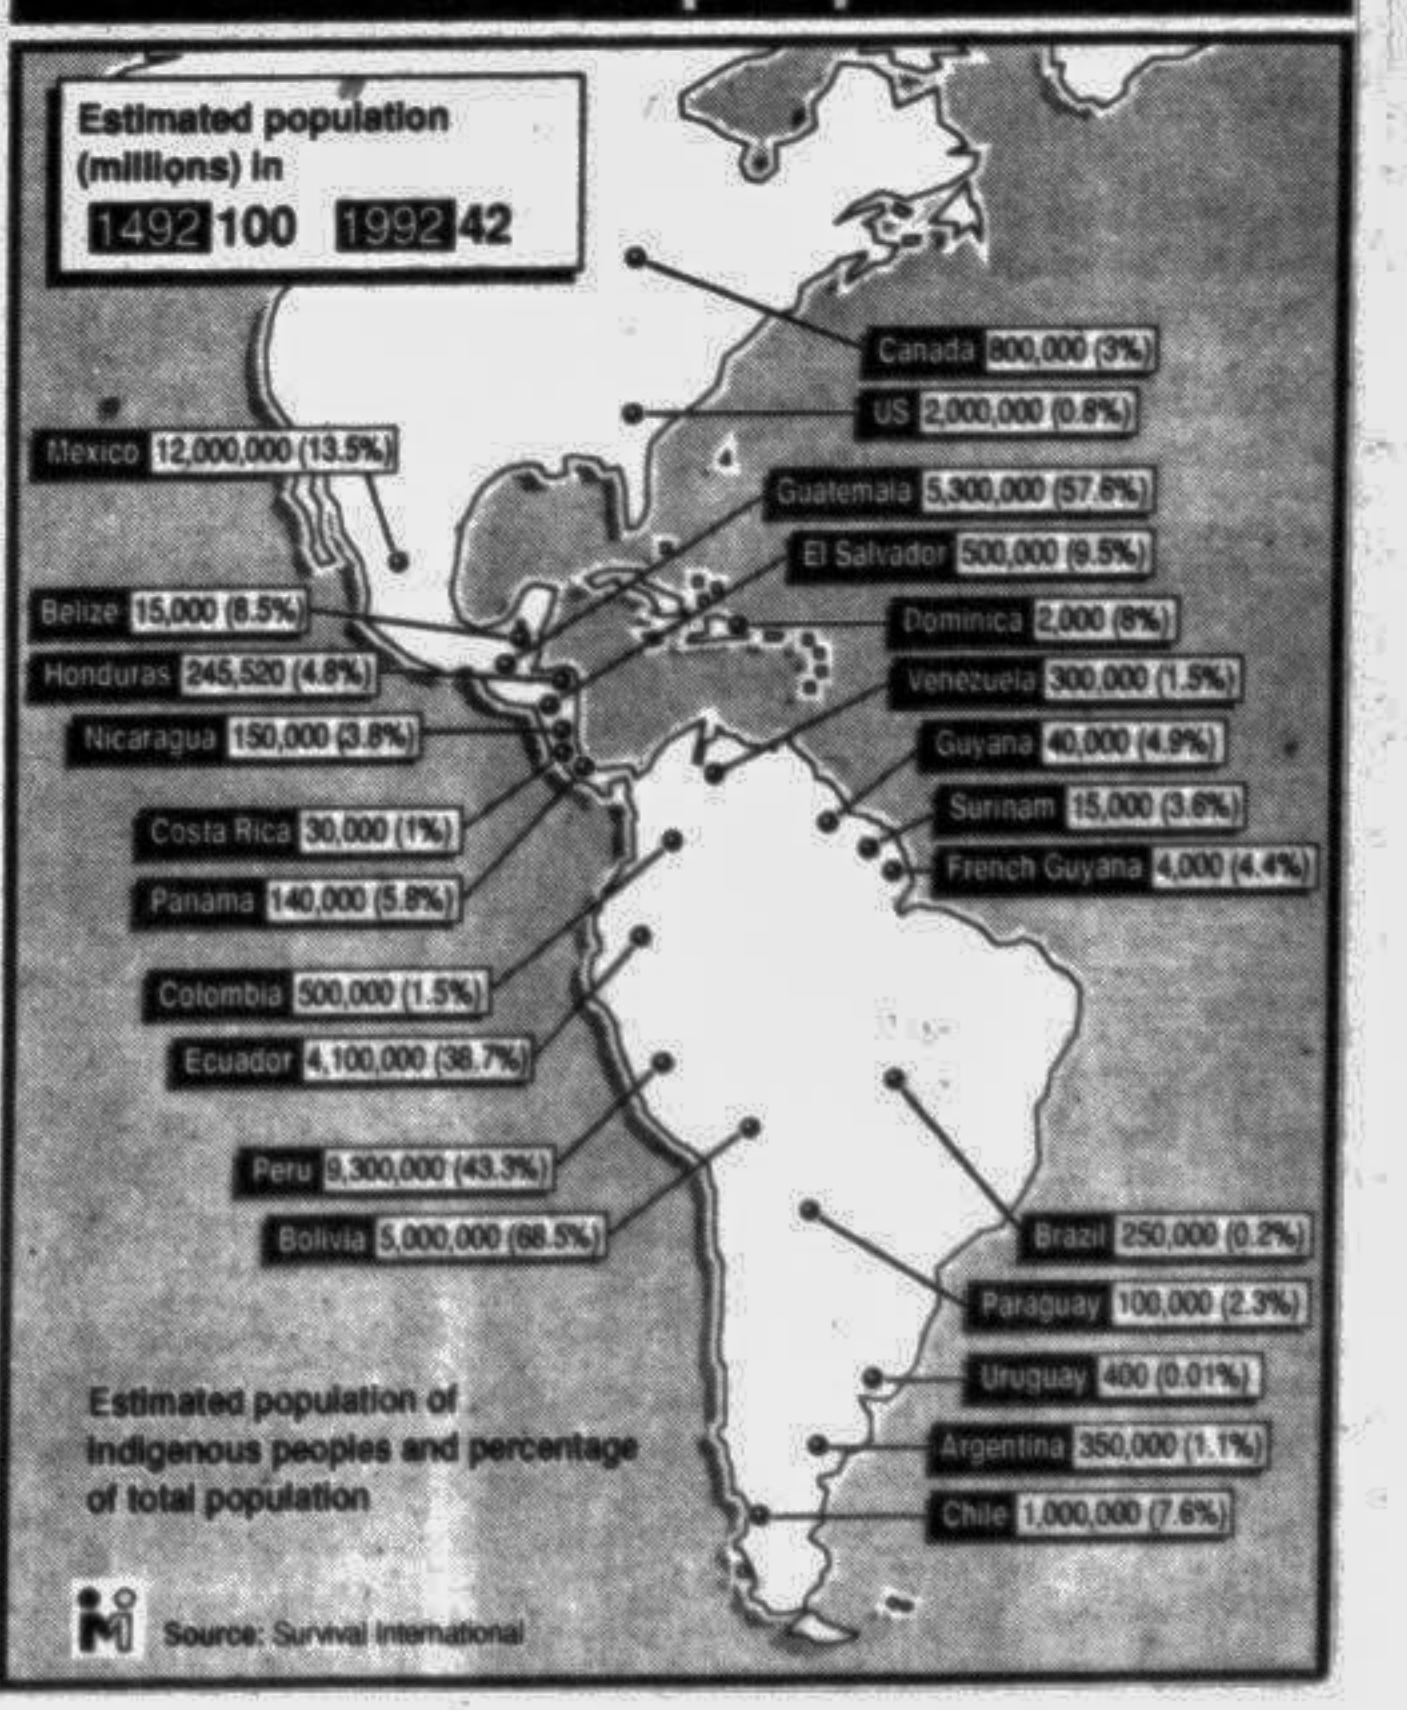 Estimated population
(millions) in
1492 100 1992 42
Canada 800,000 (3%)
US 2,000,000 (0.8%)
Mexico 12,000,000 (13.5%)
Guatemala 5,300,000 (57.6%)
El Salvador 500,000 (9.5%)
Belize 15,000 (8.5%)
Dominica 2,000 (8%)
Honduras 245,520 (4.8%)
Venezuela 300,000 (1.5%)
Nicaragua 150,000 (3.8%)
Guyana 40,000 (4.9%)
Surinam 15,000 (3.6%)
Costa Rica 30,000 (1%)
French Guyana 4,000 (4.4%)
Panama 140,000 (5.8%)
Colombia 500,000 (1.5%)
Ecuador 4,100,000 (38.7%)
Peru 9,300,000 (43.3%)
Bolivia 5,000,000 (68.5%)
Brazil 250,000 (0.2%)
Paraguay 100,000 (2.3%)
Uruguay 400 (0.01%)
Argentina 350,000 (1.1%)
Chile 1,000,000 (7.6%)
Estimated population of
indigenous peoples and percentage
of total population
Source: Survival International